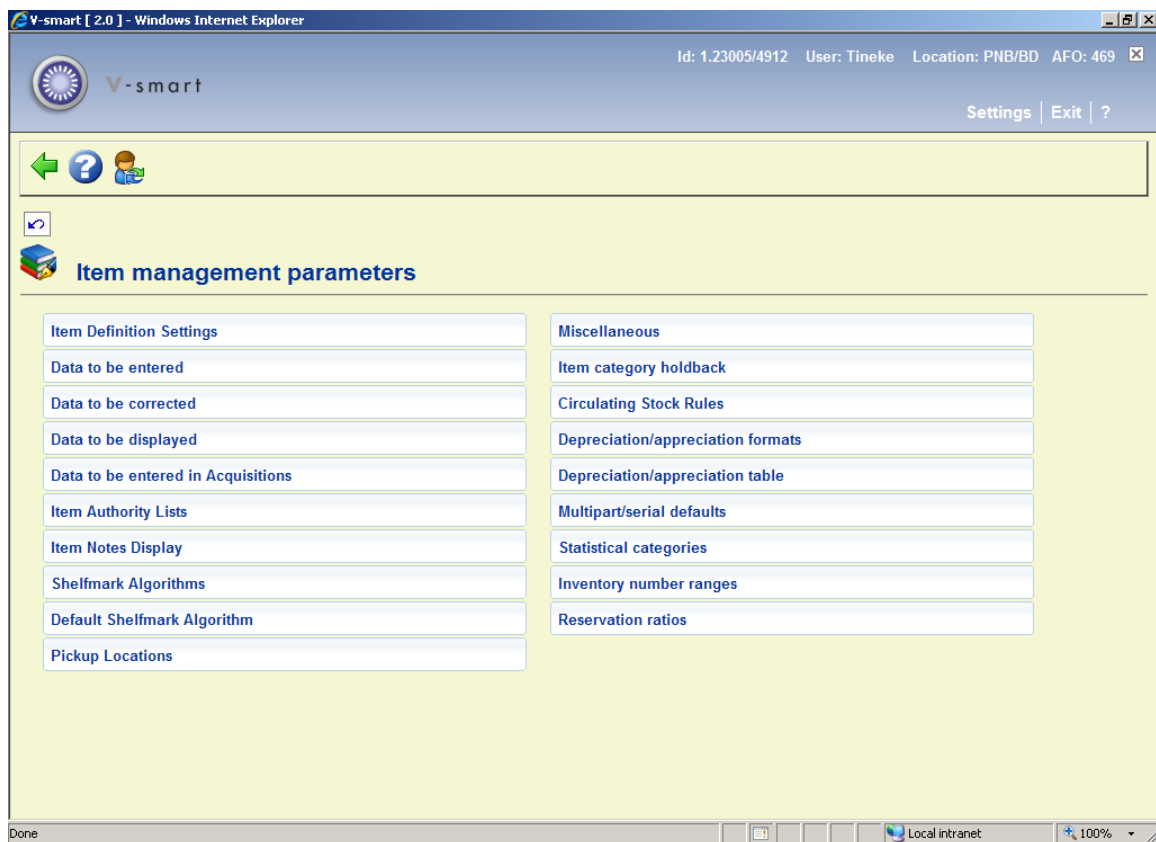 V-smart [ 2.0 ] - Windows Internet Explorer
Id: 1.23005/4912 User: Tineke Location: PNB/BD AFO: 469
V-smart
Settings | Exit | ?
Item management parameters
Item Definition Settings
Data to be entered
Data to be corrected
Data to be displayed
Data to be entered in Acquisitions
Item Authority Lists
Item Notes Display
Shelfmark Algorithms
Default Shelfmark Algorithm
Pickup Locations
Miscellaneous
Item category holdback
Circulating Stock Rules
Depreciation/appreciation formats
Depreciation/appreciation table
Multipart/serial defaults
Statistical categories
Inventory number ranges
Reservation ratios
Done Local intranet 100%